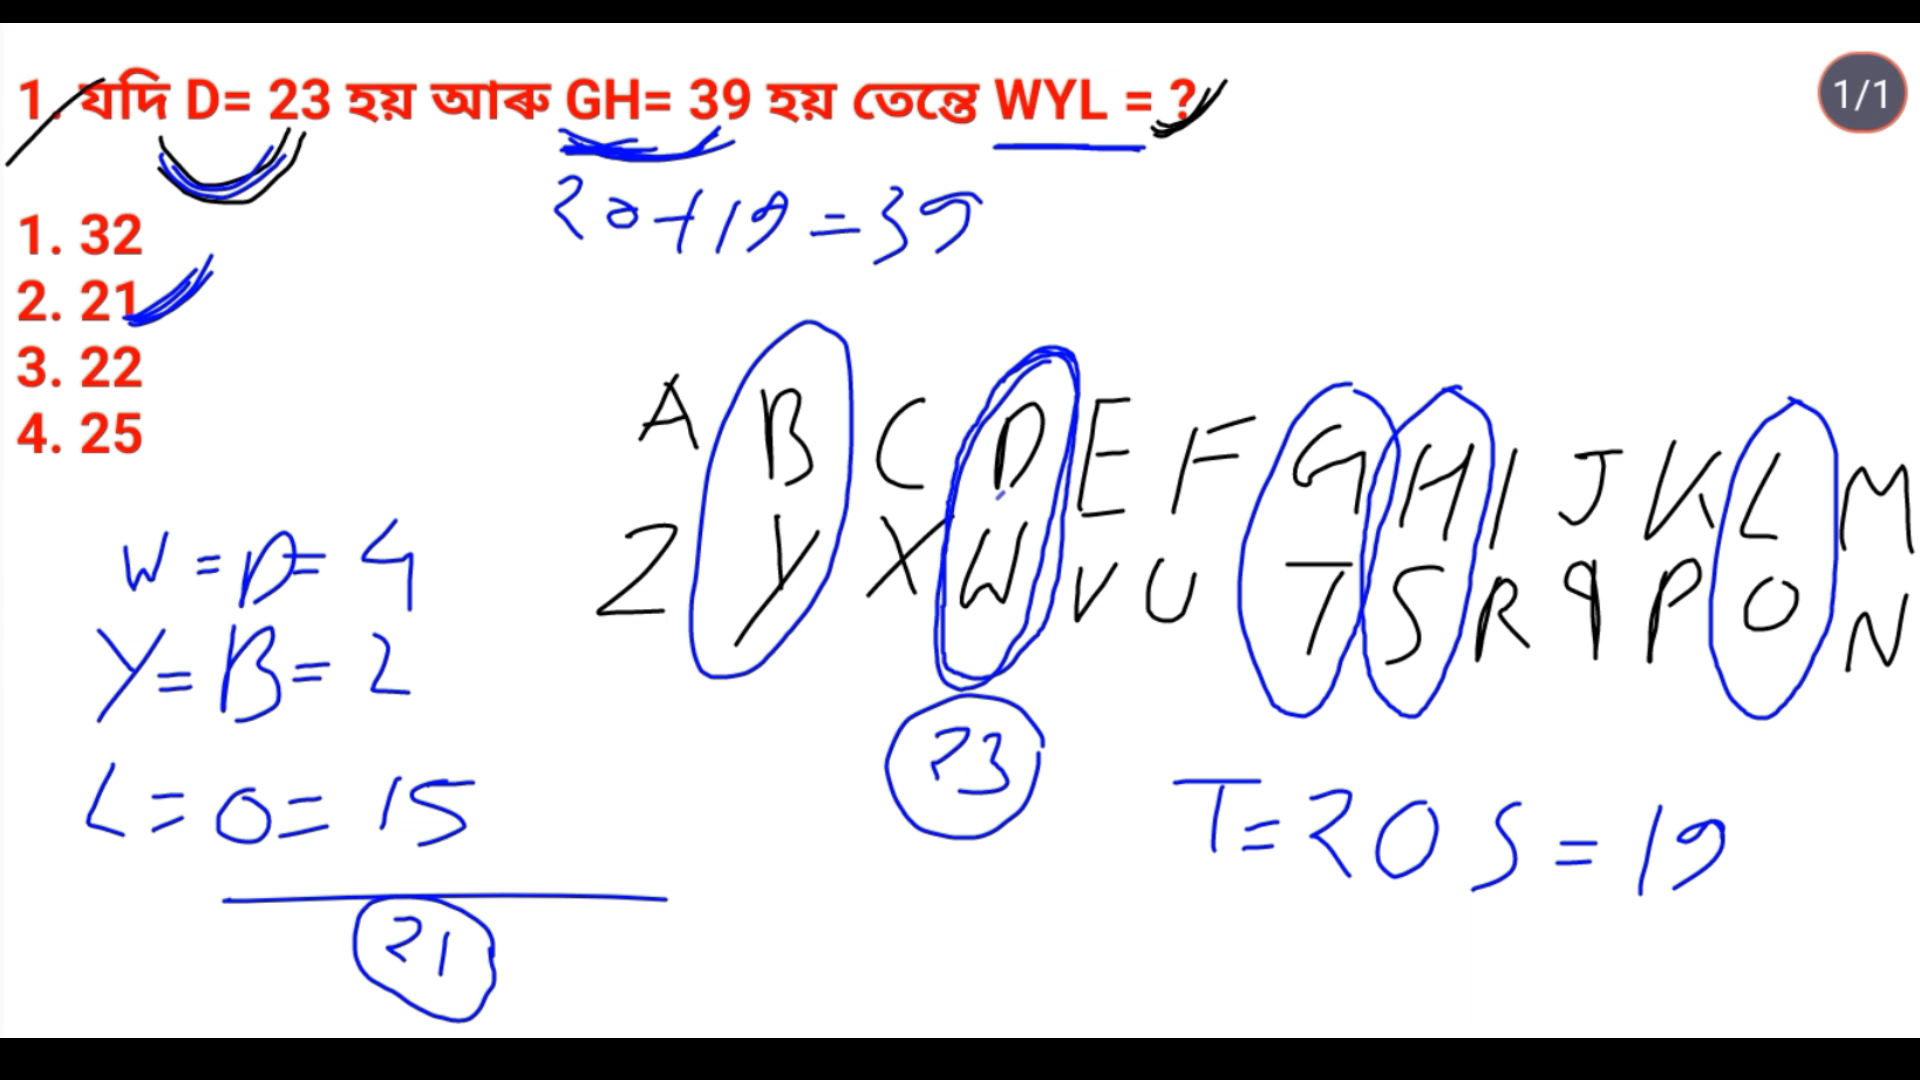 1. যদি D= 23 হয় আৰু GH= 39 হয় তেন্তে WYL = ?
1/1
20+19=39
1. 32
2. 21
3. 22
4. 25
A B C D E F G H I J K L M
Z Y X W V U T S R Q P O N
W = D= 4
Y = B = 2
L = O = 15
21
23
T = 20 S = 19